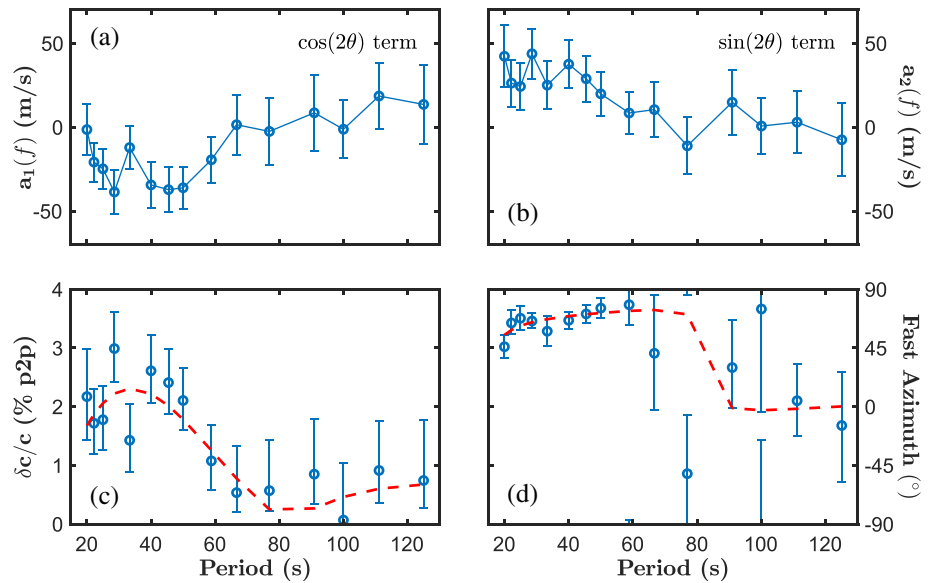 (a)
cos(2θ) term
sin(2θ) term
50
0
-50
a₁(f) (m/s)
(b)
50
0
-50
a₂(f) (m/s)
4
3
2
1
0
δc/c (% p2p)
(c)
20 40 60 80 100 120
Period (s)
(d)
90
45
0
-45
-90
Fast Azimuth (°)
20 40 60 80 100 120
Period (s)